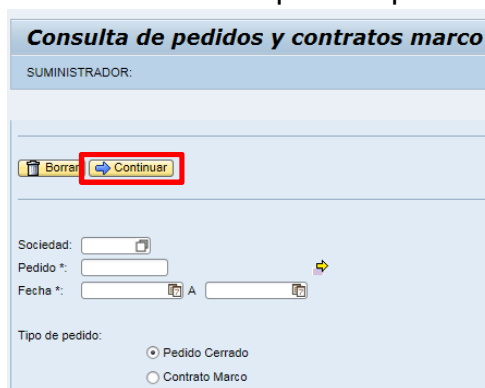 Consulta de pedidos y contratos marco
SUMINISTRADOR:
Borrar Continuar
Sociedad:
Pedido *:
Fecha *: A
Tipo de pedido:
Pedido Cerrado
Contrato Marco